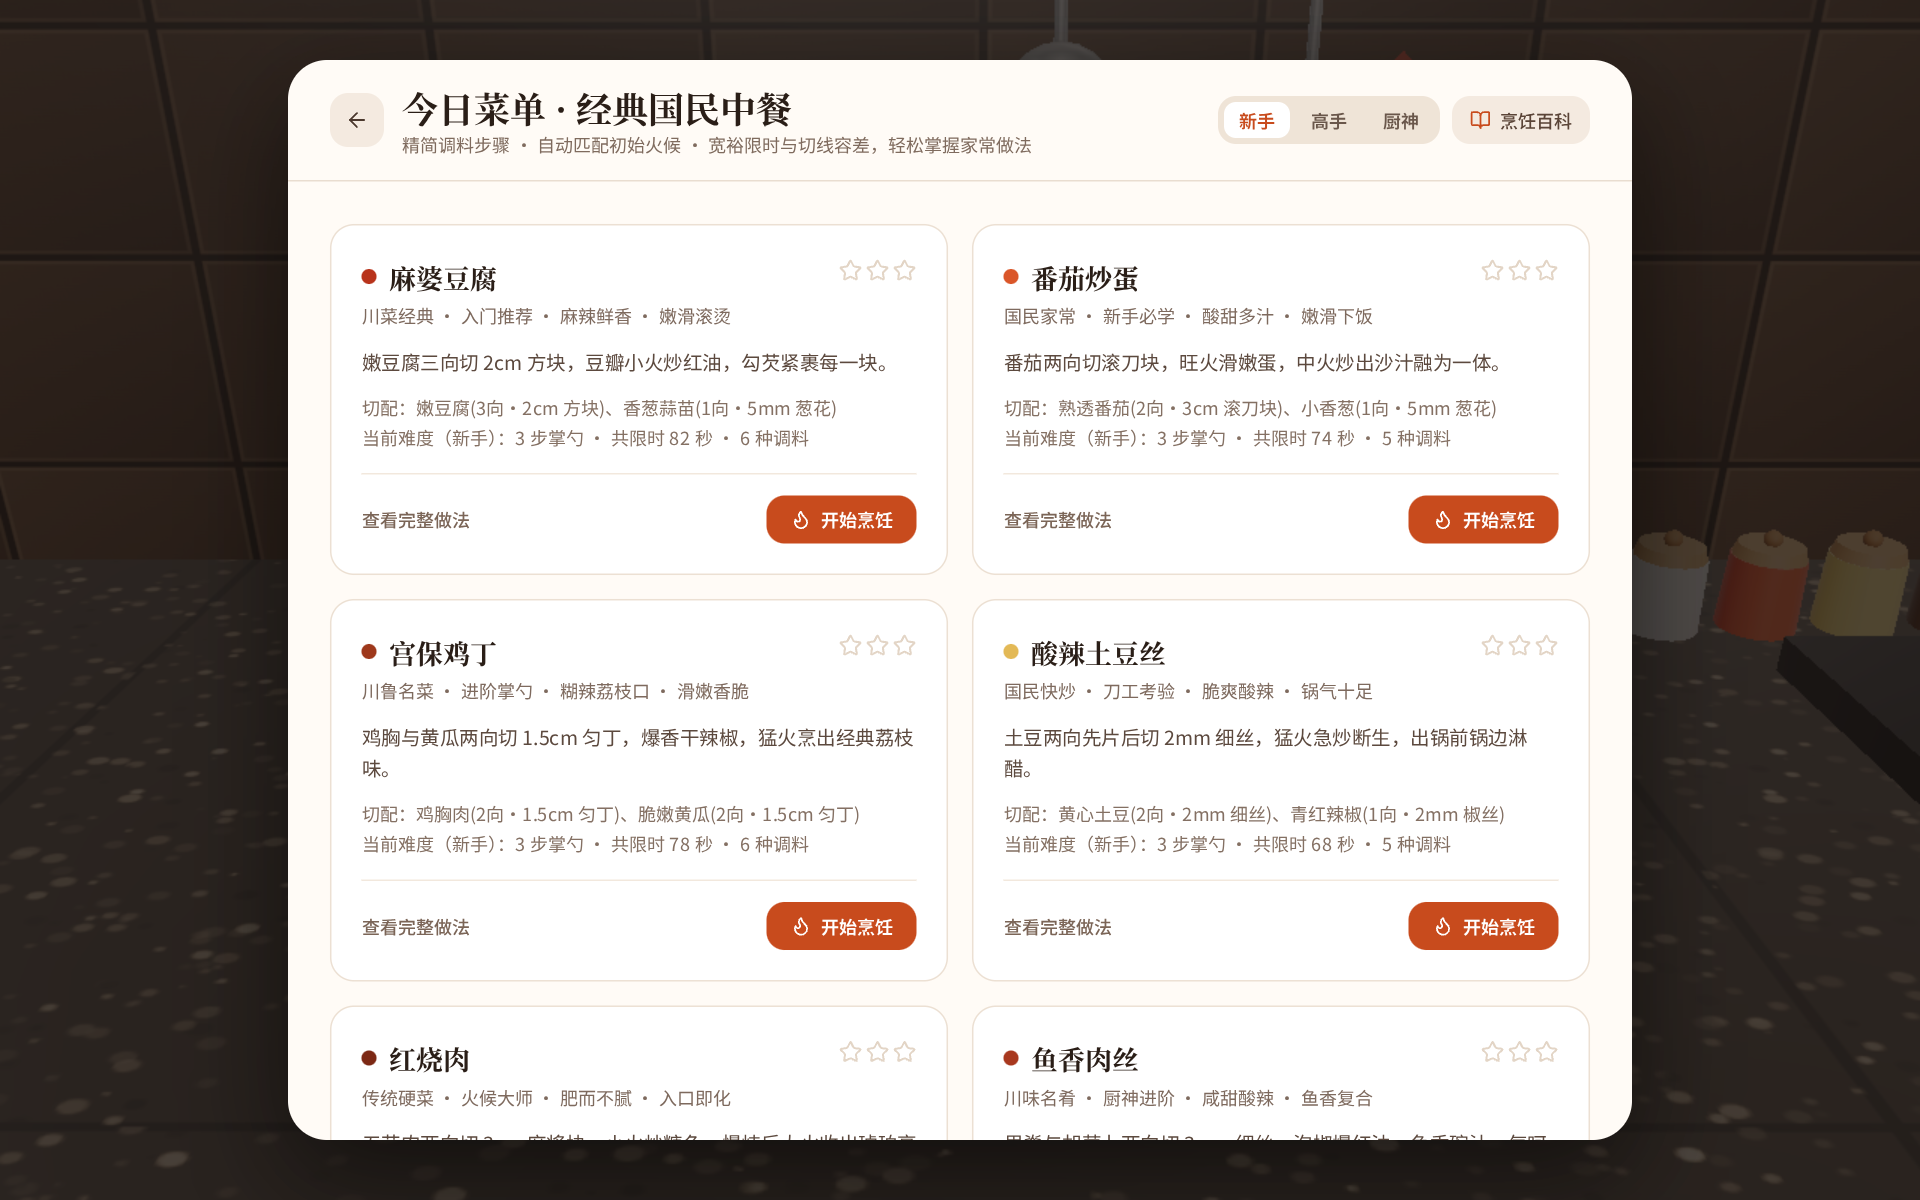 今日菜单 · 经典国民中餐
精简调料步骤 • 自动匹配初始火候 • 宽裕限时与切线容差，轻松掌握家常做法
新手
高手
厨神
烹饪百科
麻婆豆腐
川菜经典 • 入门推荐 • 麻辣鲜香 • 嫩滑滚烫
嫩豆腐三向切 2cm 方块，豆瓣小火炒红油，勾芡紧裹每一块。
切配：嫩豆腐(3向 • 2cm 方块)、香葱蒜苗(1向 • 5mm 葱花)
当前难度（新手）：3 步掌勺 • 共限时 82 秒 • 6 种调料
查看完整做法
开始烹饪
番茄炒蛋
国民家常 • 新手必学 • 酸甜多汁 • 嫩滑下饭
番茄两向切滚刀块，旺火滑嫩蛋，中火炒出沙汁融为一体。
切配：熟透番茄(2向 • 3cm 滚刀块)、小香葱(1向 • 5mm 葱花)
当前难度（新手）：3 步掌勺 • 共限时 74 秒 • 5 种调料
查看完整做法
开始烹饪
宫保鸡丁
川鲁名菜 • 进阶掌勺 • 糊辣荔枝口 • 滑嫩香脆
鸡胸与黄瓜两向切 1.5cm 匀丁，爆香干辣椒，猛火烹出经典荔枝
味。
切配：鸡胸肉(2向 • 1.5cm 匀丁)、脆嫩黄瓜(2向 • 1.5cm 匀丁)
当前难度（新手）：3 步掌勺 • 共限时 78 秒 • 6 种调料
查看完整做法
开始烹饪
酸辣土豆丝
国民快炒 • 刀工考验 • 脆爽酸辣 • 锅气十足
土豆两向先片后切 2mm 细丝，猛火急炒断生，出锅前锅边淋
醋。
切配：黄心土豆(2向 • 2mm 细丝)、青红辣椒(1向 • 2mm 椒丝)
当前难度（新手）：3 步掌勺 • 共限时 68 秒 • 5 种调料
查看完整做法
开始烹饪
红烧肉
传统硬菜 • 火候大师 • 肥而不腻 • 入口即化
鱼香肉丝
川味名肴 • 厨神进阶 • 咸甜酸辣 • 鱼香复合